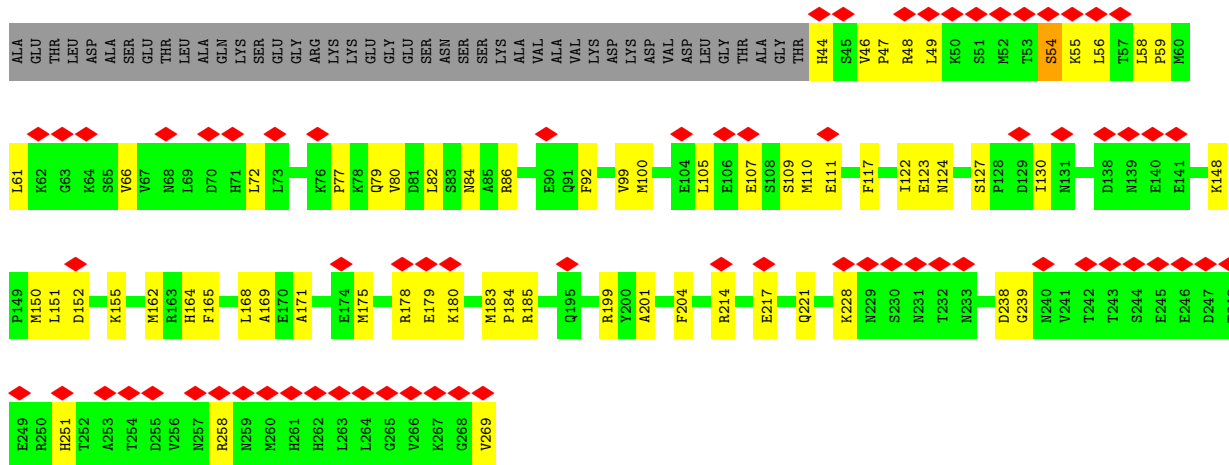 ALA GLU THR LEU ASP ALA SER GLU THR LEU ALA GLN LYS SER GLU GLY ARG LYS LYS GLU GLY GLU SER ASN SER SER LYS ALA VAL ALA VAL LYS ASP LYS ASP VAL ASP LEU GLY THR ALA GLY THR H44 S45 V46 P47 R48 L49 K50 S51 M52 T53 S54 K55 L56 T57 L58 P59 M60
L61 K62 G63 K64 S65 V66 V67 N68 L69 D70 H71 L72 L73 K76 P77 K78 Q79 V80 D81 L82 S83 N84 A85 R86 E90 Q91 F92 V99 M100 E104 L105 E106 E107 S108 S109 M110 E111 F117 I122 E123 N124 S127 P128 D129 I130 N131 D138 N139 E140 E141 K148
P149 M150 L151 D152 K155 M162 R163 H164 F165 L168 A169 E170 A171 E174 M175 R178 E179 K180 M183 P184 R185 Q195 R199 Y200 A201 F204 R214 E217 Q221 K228 N229 S230 N231 T232 N233 D238 G239 N240 V241 T242 T243 S244 E245 E246 D247
E249 R250 H251 T252 A253 T254 D255 V256 N257 R258 N259 M260 H261 H262 L263 L264 G265 V266 K267 G268 V269